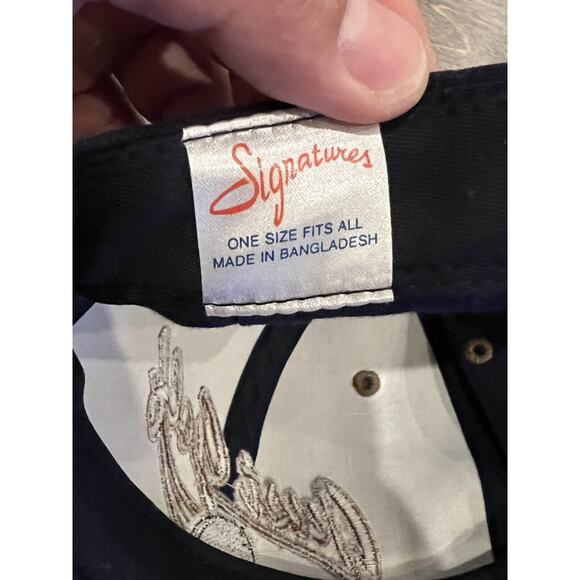 Signatures
ONE SIZE FITS ALL
MADE IN BANGLADESH